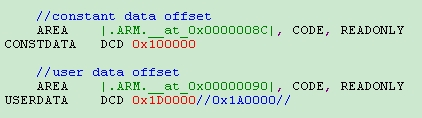 //constant data offset
AREA |.ARM.__at_0x0000008C|, CODE, READONLY
CONSTDATA DCD 0x100000
//user data offset
AREA |.ARM.__at_0x00000090|, CODE, READONLY
USERDATA DCD 0x1D0000//0x1A0000//